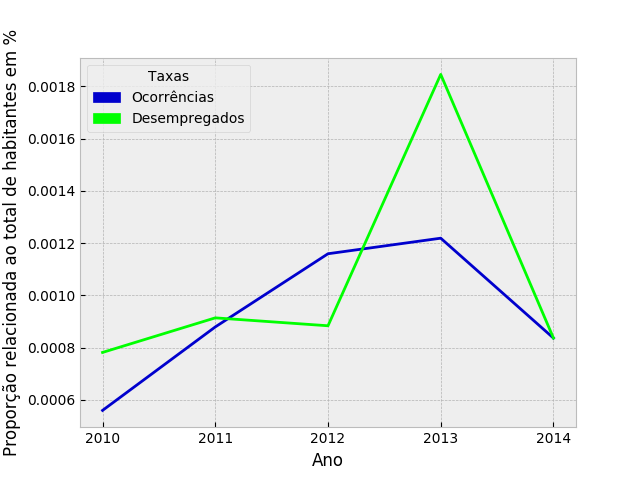 Proporção relacionada ao total de habitantes em %
0.0018
0.0016
0.0014
0.0012
0.0010
0.0008
0.0006
Taxas
Ocorrências
Desempregados
2010 2011 2012 2013 2014
Ano